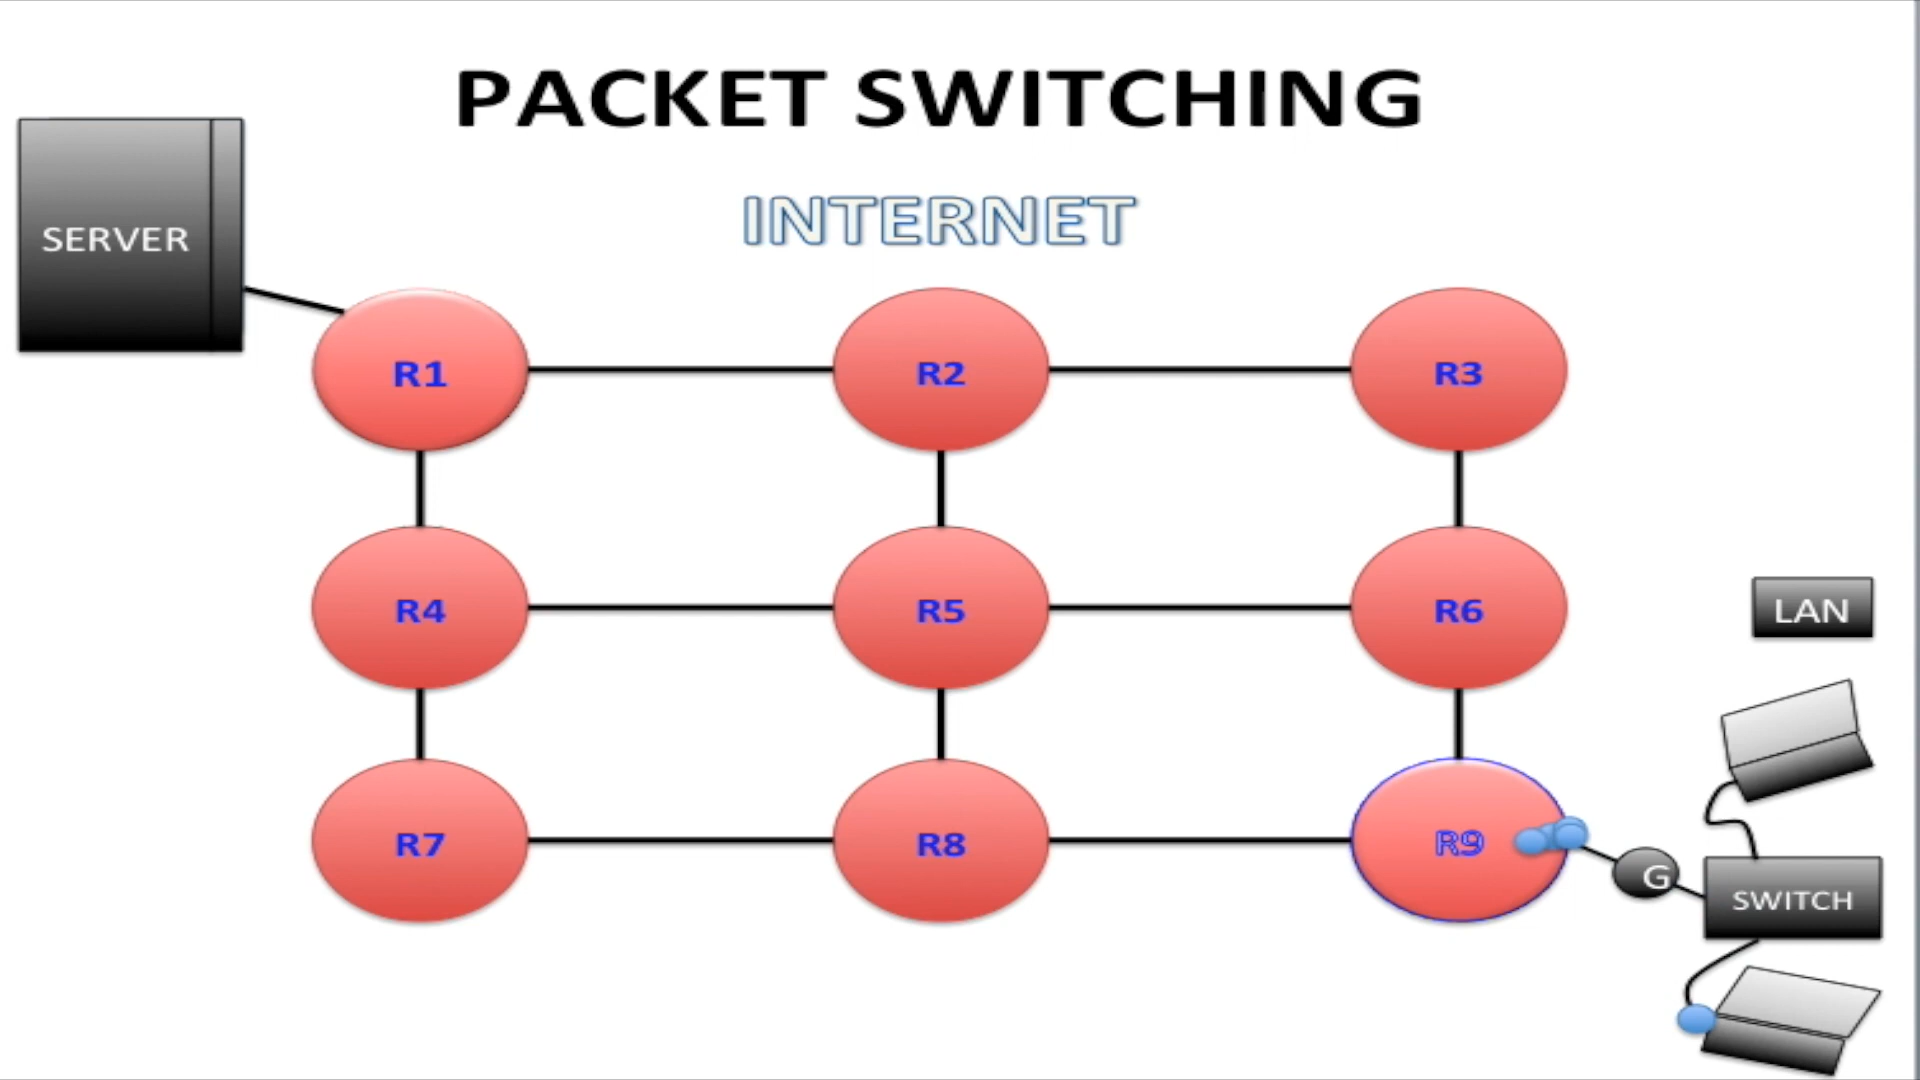 PACKET SWITCHING
INTERNET
SERVER
R1
R2
R3
R4
R5
R6
LAN
R7
R8
R9
G
SWITCH